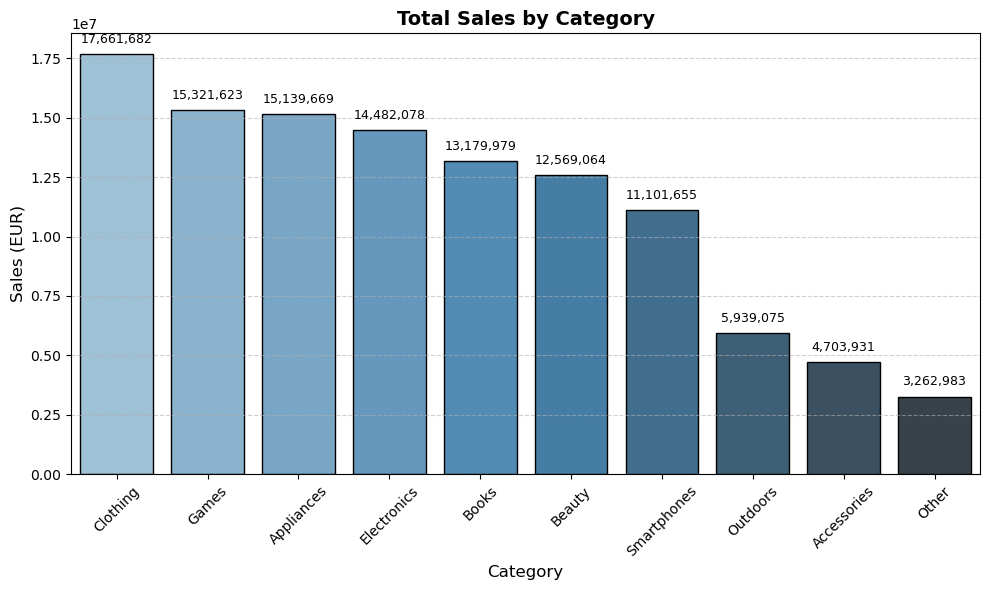 Total Sales by Category
1e7
17,661,682
15,321,623
15,139,669
14,482,078
13,179,979
12,569,064
11,101,655
5,939,075
4,703,931
3,262,983
1.75
1.50
1.25
1.00
0.75
0.50
0.25
0.00
Sales (EUR)
Clothing
Games
Appliances
Electronics
Books
Beauty
Smartphones
Outdoors
Accessories
Other
Category